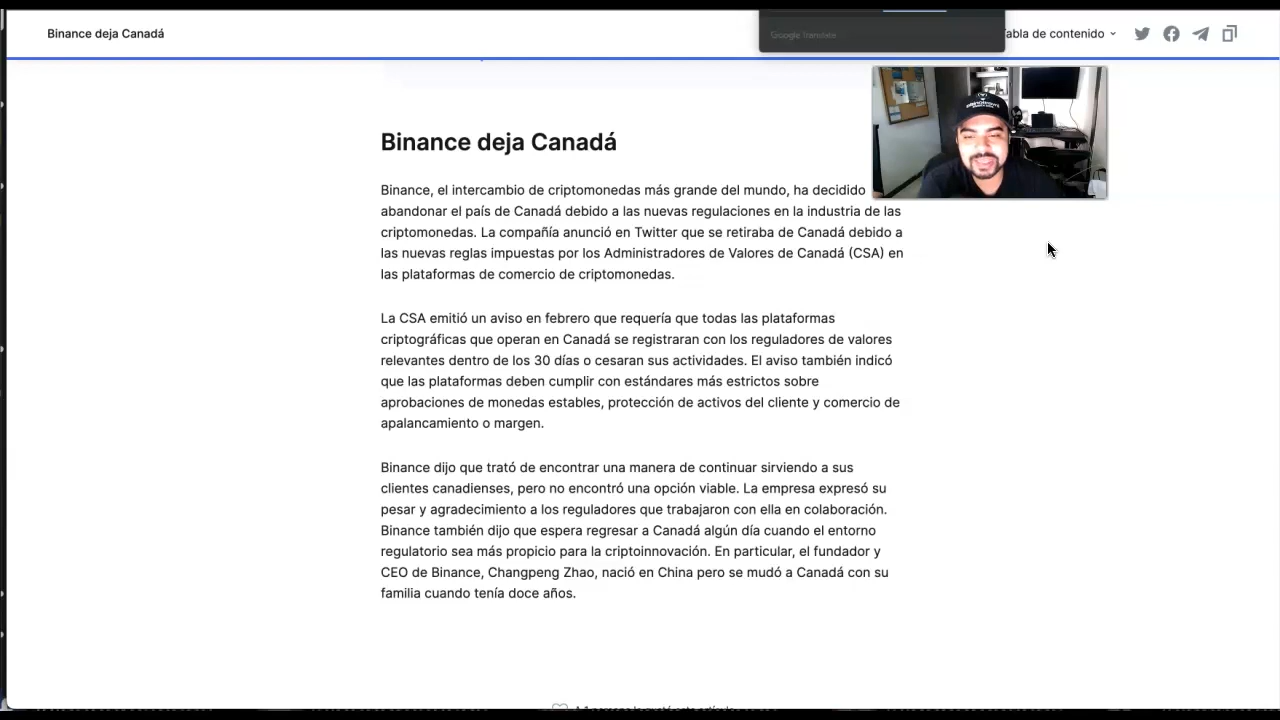 Binance deja Canadá
Google Translate
Tabla de contenido
Binance deja Canadá
Binance, el intercambio de criptomonedas más grande del mundo, ha decidido
abandonar el país de Canadá debido a las nuevas regulaciones en la industria de las
criptomonedas. La compañía anunció en Twitter que se retiraba de Canadá debido a
las nuevas reglas impuestas por los Administradores de Valores de Canadá (CSA) en
las plataformas de comercio de criptomonedas.
La CSA emitió un aviso en febrero que requería que todas las plataformas
criptográficas que operan en Canadá se registraran con los reguladores de valores
relevantes dentro de los 30 días o cesaran sus actividades. El aviso también indicó
que las plataformas deben cumplir con estándares más estrictos sobre
aprobaciones de monedas estables, protección de activos del cliente y comercio de
apalancamiento o margen.
Binance dijo que trató de encontrar una manera de continuar sirviendo a sus
clientes canadienses, pero no encontró una opción viable. La empresa expresó su
pesar y agradecimiento a los reguladores que trabajaron con ella en colaboración.
Binance también dijo que espera regresar a Canadá algún día cuando el entorno
regulatorio sea más propicio para la criptoinnovación. En particular, el fundador y
CEO de Binance, Changpeng Zhao, nació en China pero se mudó a Canadá con su
familia cuando tenía doce años.